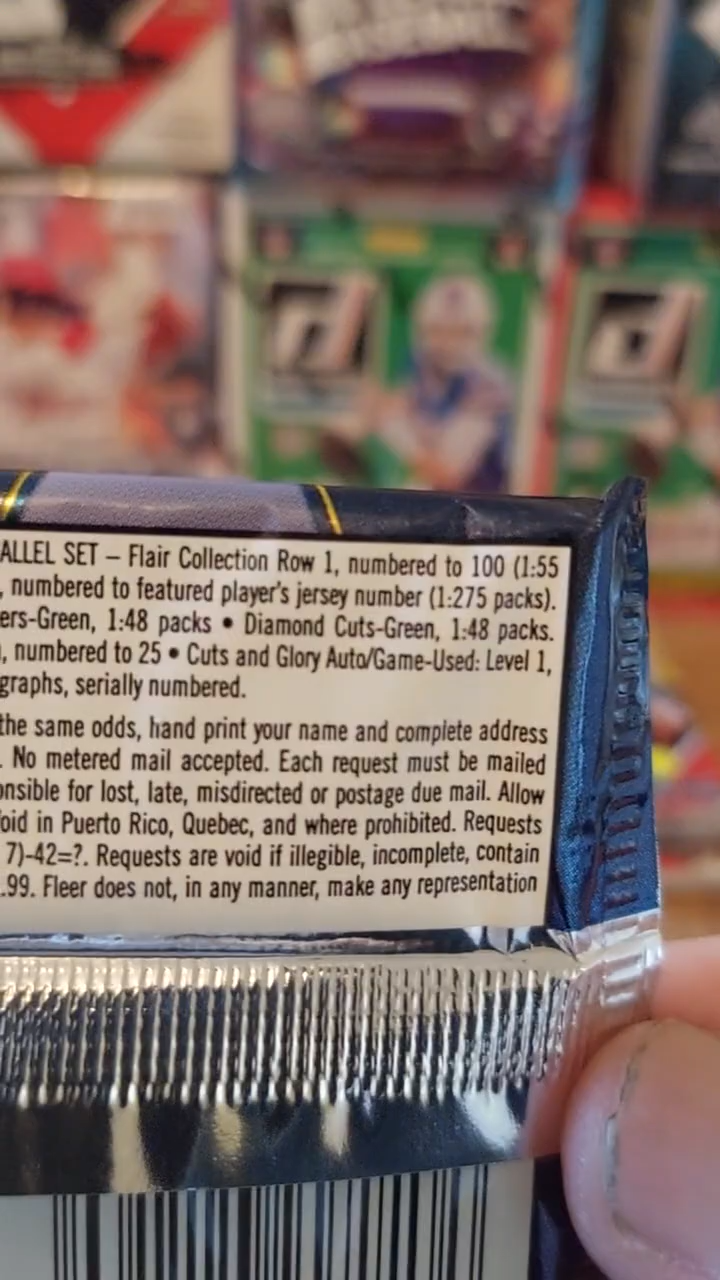 ALLEL SET – Flair Collection Row 1, numbered to 100 (1:55
, numbered to featured player's jersey number (1:275 packs).
ers-Green, 1:48 packs • Diamond Cuts-Green, 1:48 packs.
, numbered to 25 • Cuts and Glory Auto/Game-Used: Level 1,
graphs, serially numbered.
the same odds, hand print your name and complete address
. No metered mail accepted. Each request must be mailed
onsible for lost, late, misdirected or postage due mail. Allow
oid in Puerto Rico, Quebec, and where prohibited. Requests
7)-42=?. Requests are void if illegible, incomplete, contain
.99. Fleer does not, in any manner, make any representation